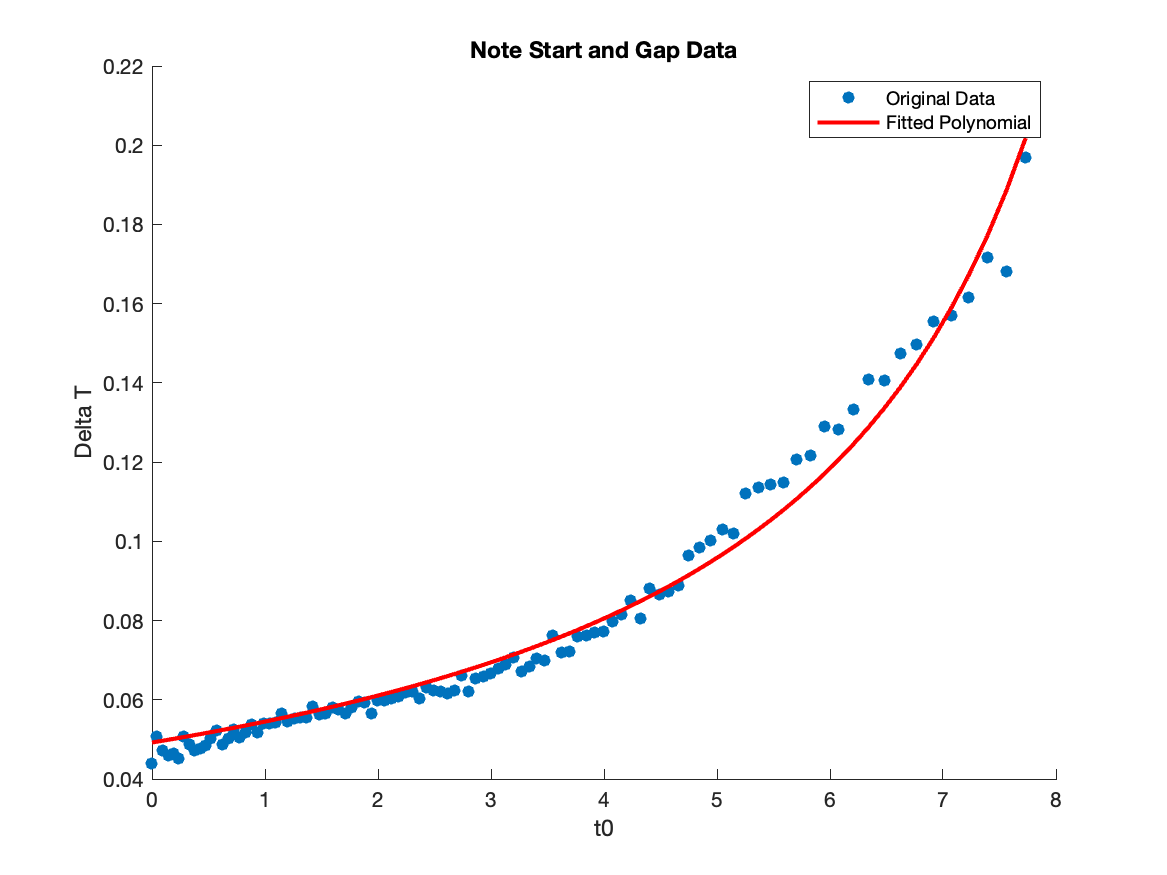 Note Start and Gap Data
Original Data
Fitted Polynomial
0.22
0.2
0.18
0.16
0.14
0.12
0.1
0.08
0.06
0.04
Delta T
0 1 2 3 4 5 6 7 8
t0